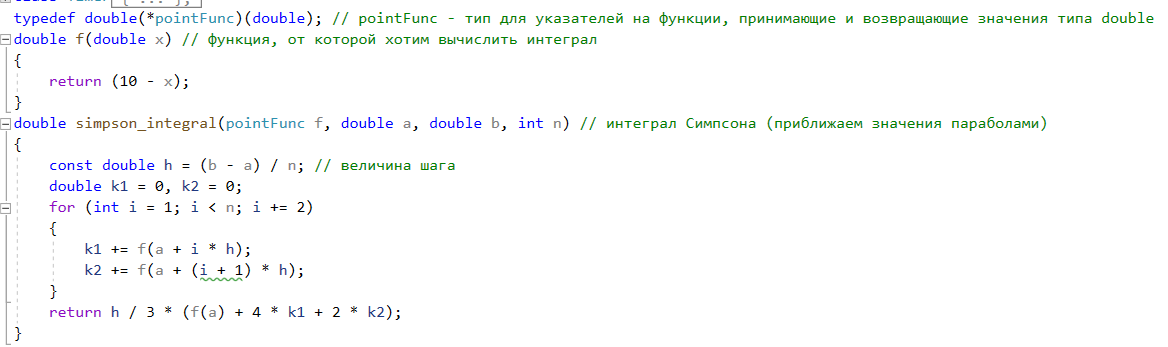 typedef double(*pointFunc)(double); // pointFunc - тип для указателей на функции, принимающие и возвращающие значения типа double
double f(double x) // функция, от которой хотим вычислить интеграл
{
    return (10 - x);
}
double simpson_integral(pointFunc f, double a, double b, int n) // интеграл Симпсона (приближаем значения параболами)
{
    const double h = (b - a) / n; // величина шага
    double k1 = 0, k2 = 0;
    for (int i = 1; i < n; i += 2)
    {
        k1 += f(a + i * h);
        k2 += f(a + (i + 1) * h);
    }
    return h / 3 * (f(a) + 4 * k1 + 2 * k2);
}